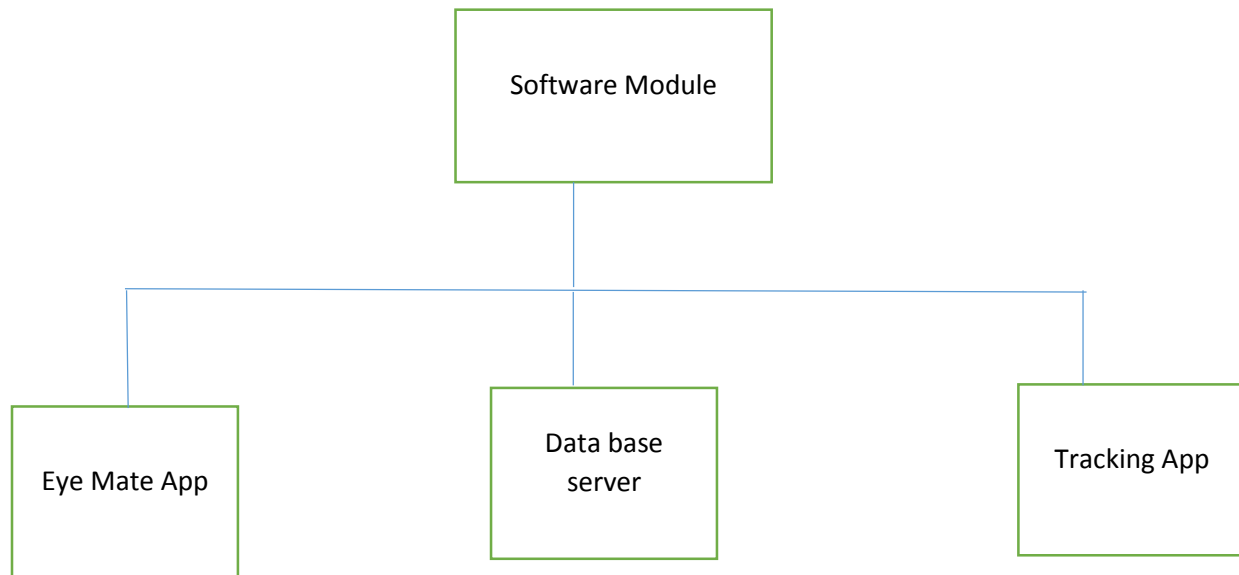 Software Module
Eye Mate App
Data base
server
Tracking App